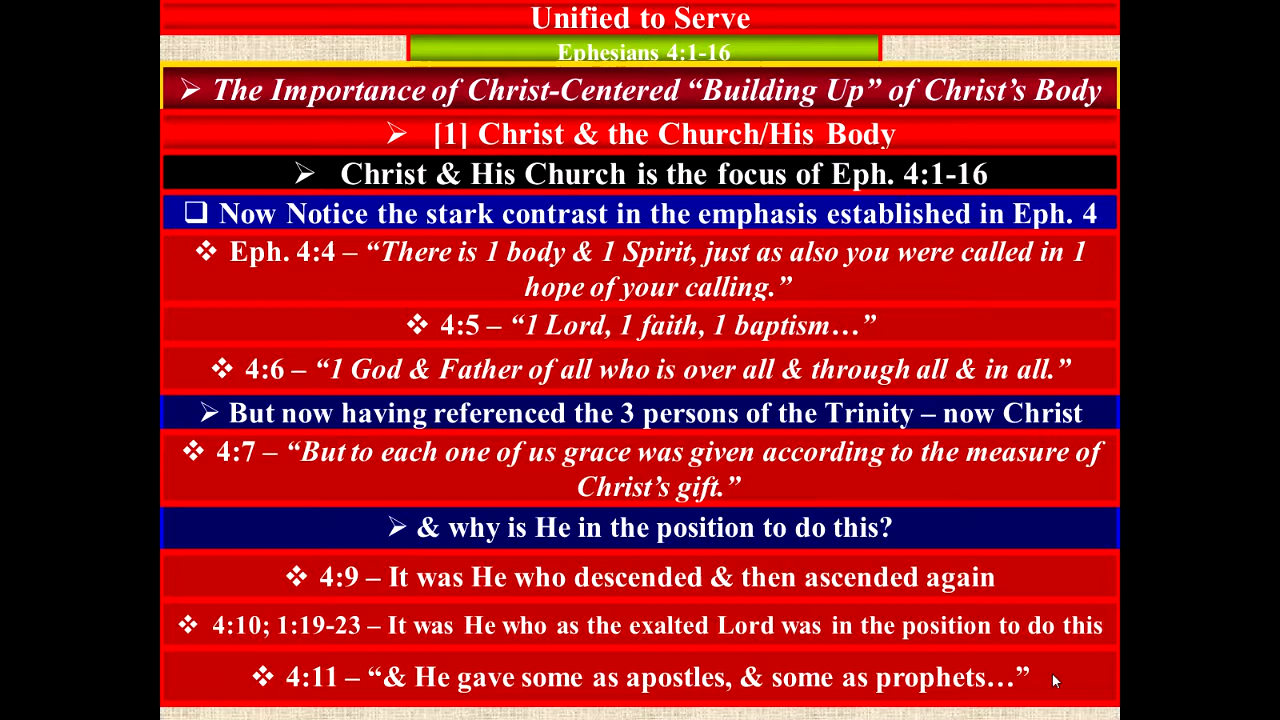 Unified to Serve
Ephesians 4:1-16
➢ The Importance of Christ-Centered “Building Up” of Christ’s Body
➢ [1] Christ & the Church/His Body
➢ Christ & His Church is the focus of Eph. 4:1-16
❑ Now Notice the stark contrast in the emphasis established in Eph. 4
❖ Eph. 4:4 – “There is 1 body & 1 Spirit, just as also you were called in 1
hope of your calling.”
❖ 4:5 – “1 Lord, 1 faith, 1 baptism…”
❖ 4:6 – “1 God & Father of all who is over all & through all & in all.”
➢ But now having referenced the 3 persons of the Trinity – now Christ
❖ 4:7 – “But to each one of us grace was given according to the measure of
Christ’s gift.”
➢ & why is He in the position to do this?
❖ 4:9 – It was He who descended & then ascended again
❖ 4:10; 1:19-23 – It was He who as the exalted Lord was in the position to do this
❖ 4:11 – “& He gave some as apostles, & some as prophets…”